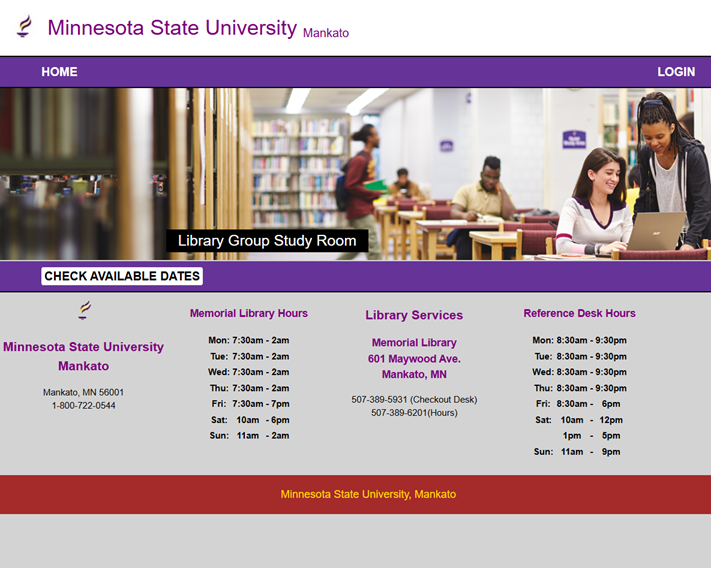 Minnesota State University Mankato
HOME
LOGIN
Library Group Study Room
CHECK AVAILABLE DATES
Minnesota State University
Mankato
Mankato, MN 56001
1-800-722-0544
Memorial Library Hours
Mon: 7:30am - 2am
Tue: 7:30am - 2am
Wed: 7:30am - 2am
Thu: 7:30am - 2am
Fri: 7:30am - 7pm
Sat: 10am - 6pm
Sun: 11am - 2am
Library Services
Memorial Library
601 Maywood Ave.
Mankato, MN
507-389-5931 (Checkout Desk)
507-389-6201(Hours)
Reference Desk Hours
Mon: 8:30am - 9:30pm
Tue: 8:30am - 9:30pm
Wed: 8:30am - 9:30pm
Thu: 8:30am - 9:30pm
Fri: 8:30am - 6pm
Sat: 10am - 12pm
1pm - 5pm
Sun: 11am - 9pm
Minnesota State University, Mankato